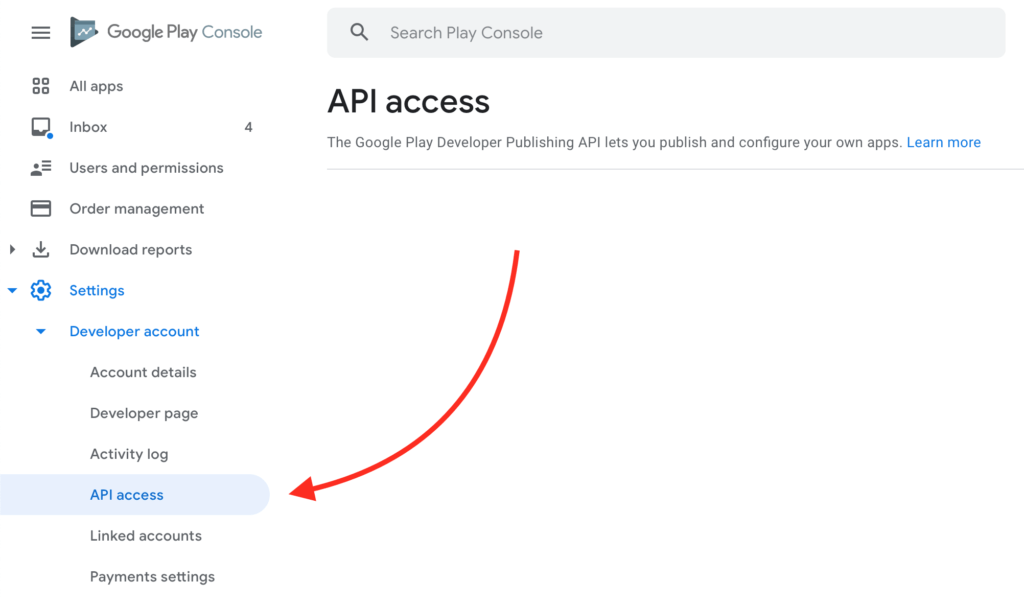 Google Play Console
Search Play Console
All apps
Inbox 4
Users and permissions
Order management
Download reports
Settings
Developer account
Account details
Developer page
Activity log
API access
Linked accounts
Payments settings
API access
The Google Play Developer Publishing API lets you publish and configure your own apps. Learn more